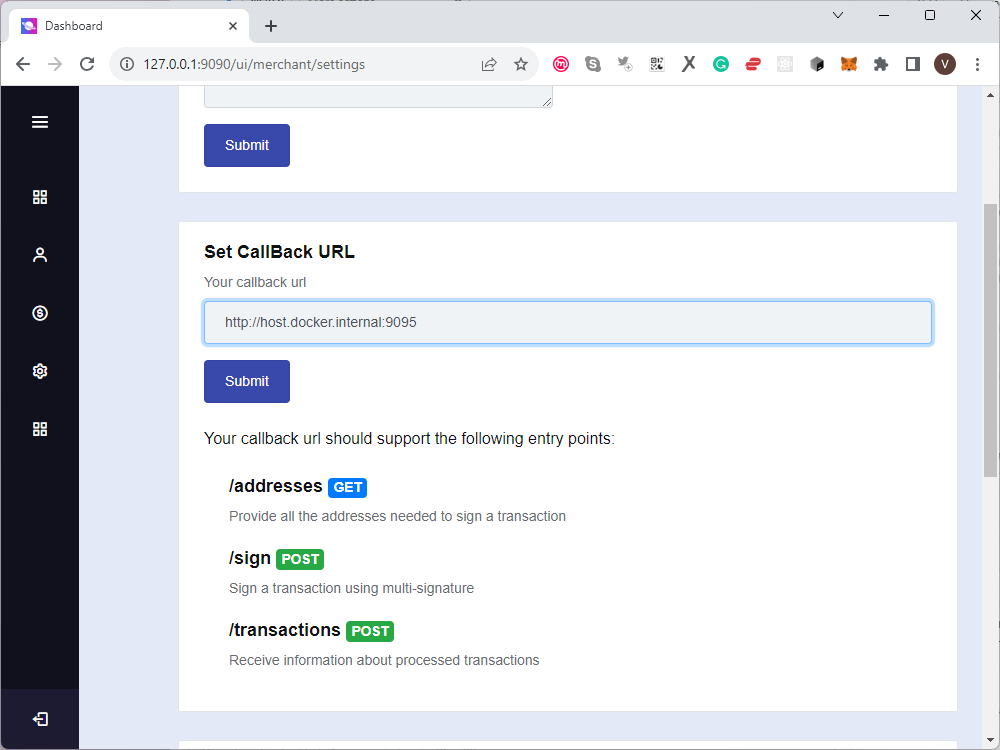 Dashboard
127.0.0.1:9090/ui/merchant/settings
V
Submit
Set CallBack URL
Your callback url
http://host.docker.internal:9095
Submit
Your callback url should support the following entry points:
/addresses GET
Provide all the addresses needed to sign a transaction
/sign POST
Sign a transaction using multi-signature
/transactions POST
Receive information about processed transactions